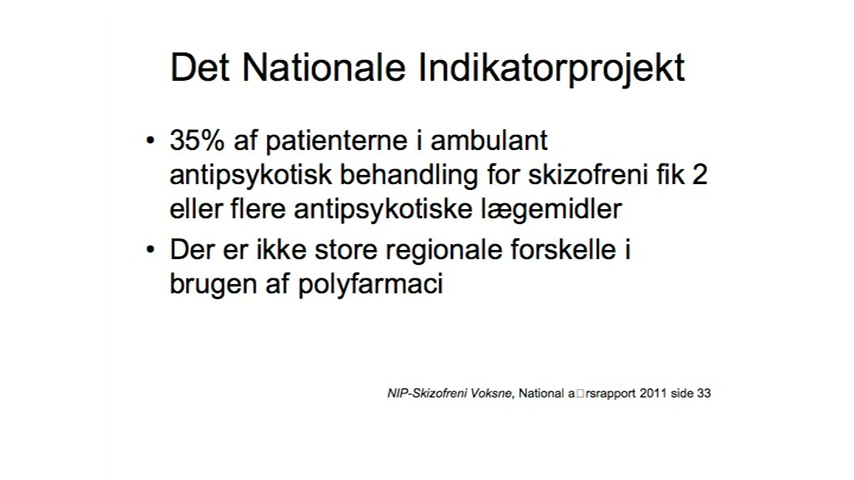 Det Nationale Indikatorprojekt
• 35% af patienterne i ambulant
antipsykotisk behandling for skizofreni fik 2
eller flere antipsykotiske lægemidler
• Der er ikke store regionale forskelle i
brugen af polyfarmaci
NIP-Skizofreni Voksne, National a□rsrapport 2011 side 33